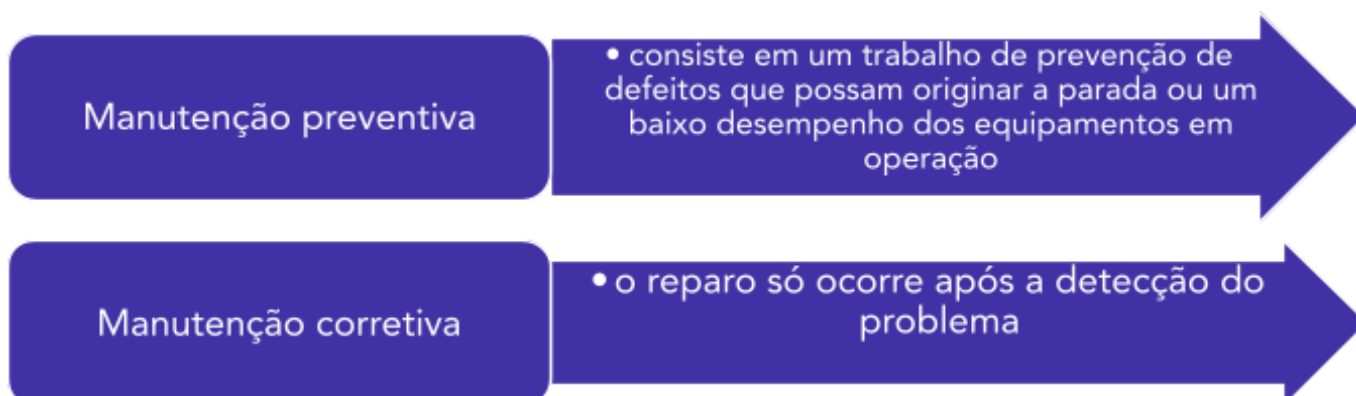 Manutenção preventiva
• consiste em um trabalho de prevenção de
defeitos que possam originar a parada ou um
baixo desempenho dos equipamentos em
operação
Manutenção corretiva
• o reparo só ocorre após a detecção do
problema